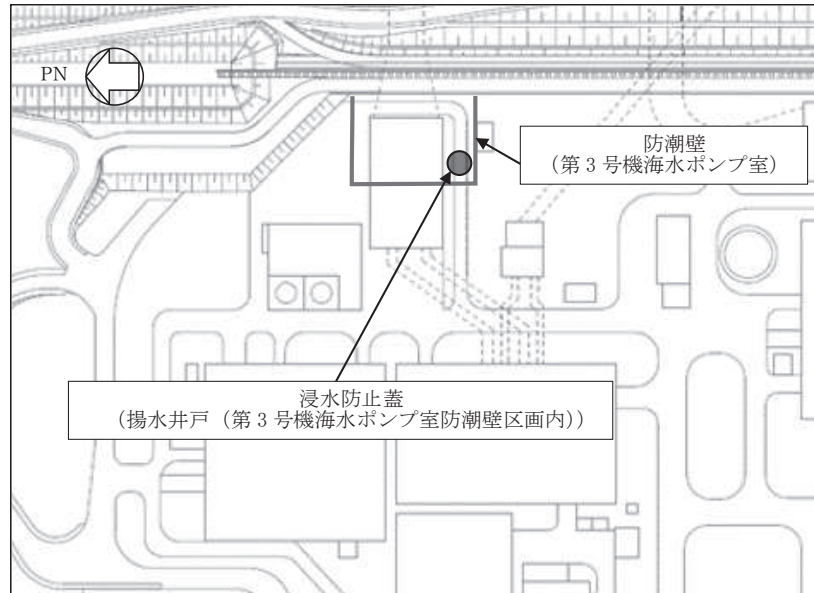 PN
防潮壁
（第３号機海水ポンプ室）
浸水防止蓋
（揚水井戸（第３号機海水ポンプ室防潮壁区画内））